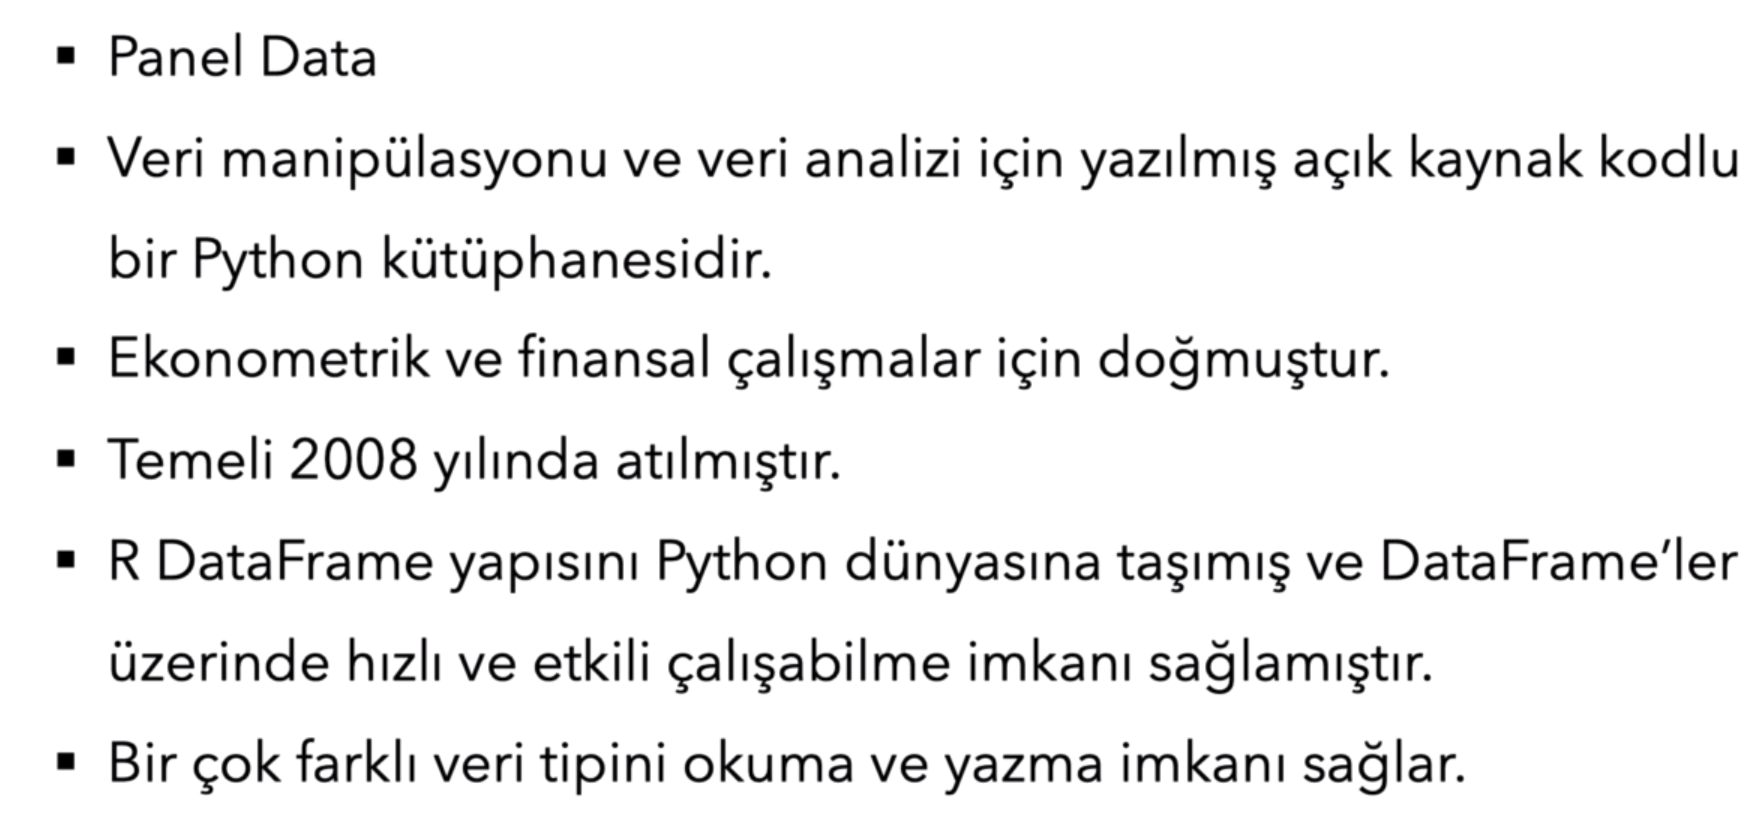 ▪ Panel Data
▪ Veri manipülasyonu ve veri analizi için yazılmış açık kaynak kodlu
bir Python kütüphanesidir.
▪ Ekonometrik ve finansal çalışmalar için doğmuştur.
▪ Temeli 2008 yılında atılmıştır.
▪ R DataFrame yapısını Python dünyasına taşımış ve DataFrame’ler
üzerinde hızlı ve etkili çalışabilme imkanı sağlamıştır.
▪ Bir çok farklı veri tipini okuma ve yazma imkanı sağlar.